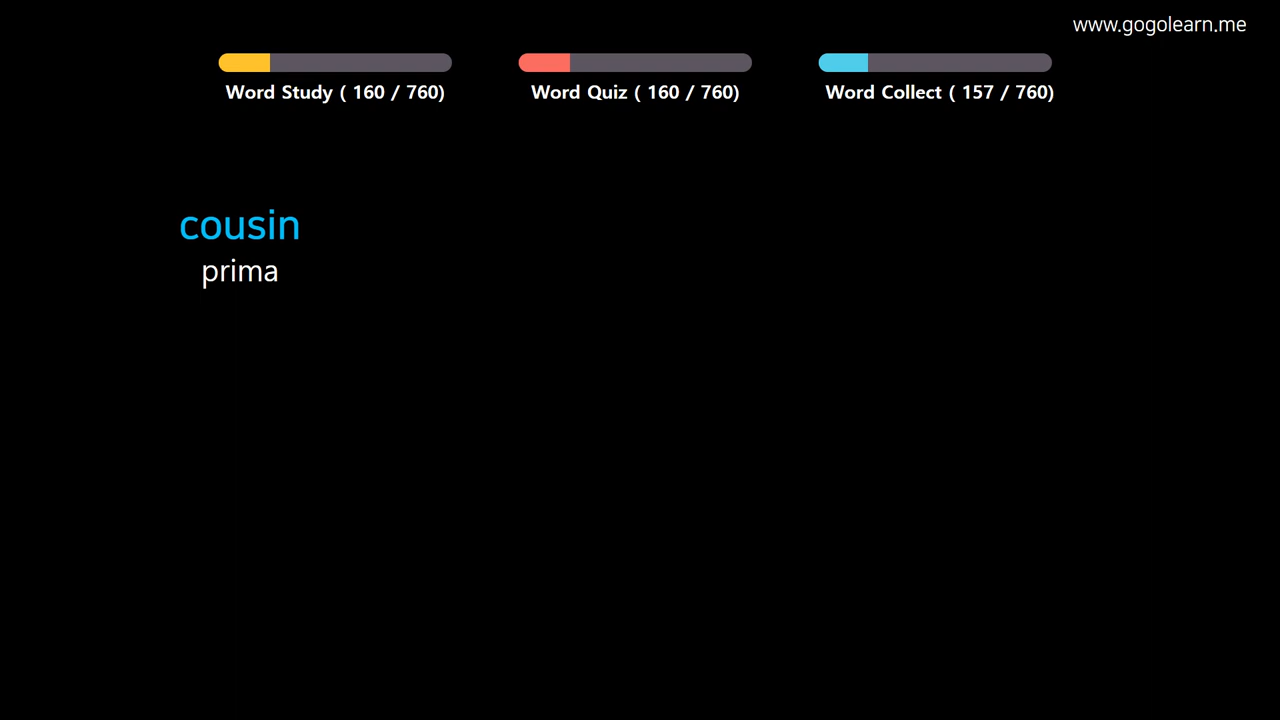 www.gogolearn.me
Word Study ( 160 / 760)
Word Quiz ( 160 / 760)
Word Collect ( 157 / 760)
cousin
prima